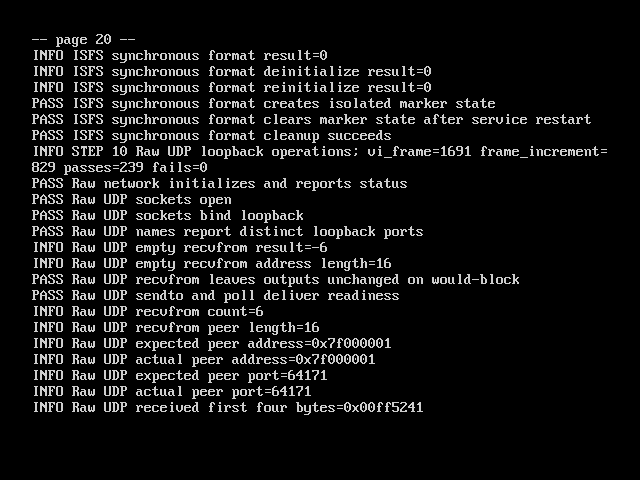 -- page 20 --
INFO ISFS synchronous format result=0
INFO ISFS synchronous format deinitialize result=0
INFO ISFS synchronous format reinitialize result=0
PASS ISFS synchronous format creates isolated marker state
PASS ISFS synchronous format clears marker state after service restart
PASS ISFS synchronous format cleanup succeeds
INFO STEP 10 Raw UDP loopback operations; vi_frame=1691 frame_increment=
829 passes=239 fails=0
PASS Raw network initializes and reports status
PASS Raw UDP sockets open
PASS Raw UDP sockets bind loopback
PASS Raw UDP names report distinct loopback ports
INFO Raw UDP empty recvfrom result=-6
INFO Raw UDP empty recvfrom address length=16
PASS Raw UDP recvfrom leaves outputs unchanged on would-block
PASS Raw UDP sendto and poll deliver readiness
INFO Raw UDP recvfrom count=6
INFO Raw UDP recvfrom peer length=16
INFO Raw UDP expected peer address=0x7f000001
INFO Raw UDP actual peer address=0x7f000001
INFO Raw UDP expected peer port=64171
INFO Raw UDP actual peer port=64171
INFO Raw UDP received first four bytes=0x00ff5241